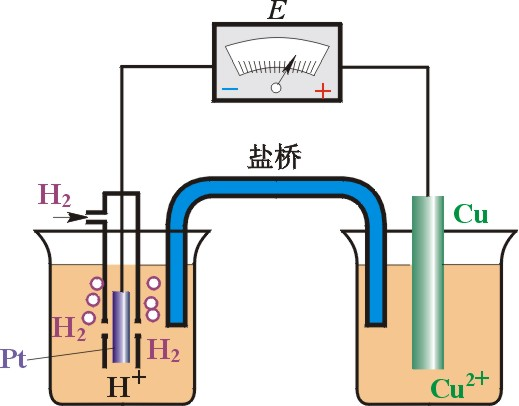 E
− +
盐桥
H₂
Cu
H₂
H₂
Pt
H⁺
Cu²⁺